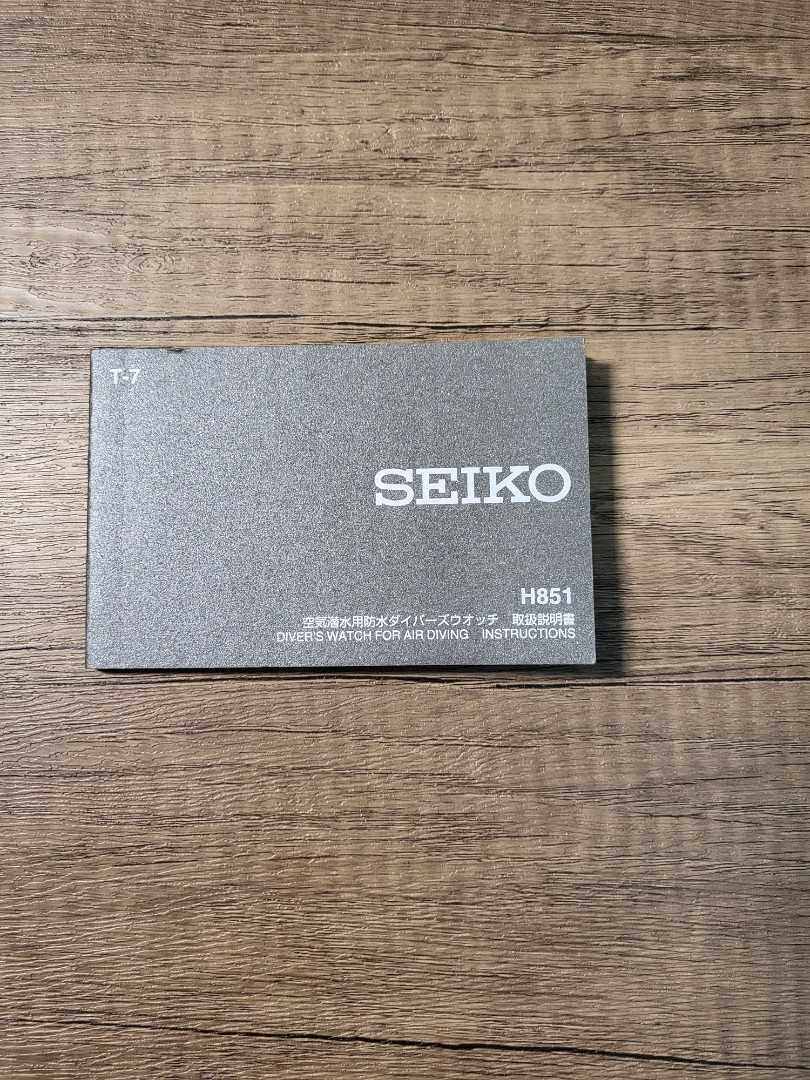 T-7
SEIKO
H851
空気潜水用防水ダイバーズウオッチ 取扱説明書
DIVER'S WATCH FOR AIR DIVING INSTRUCTIONS